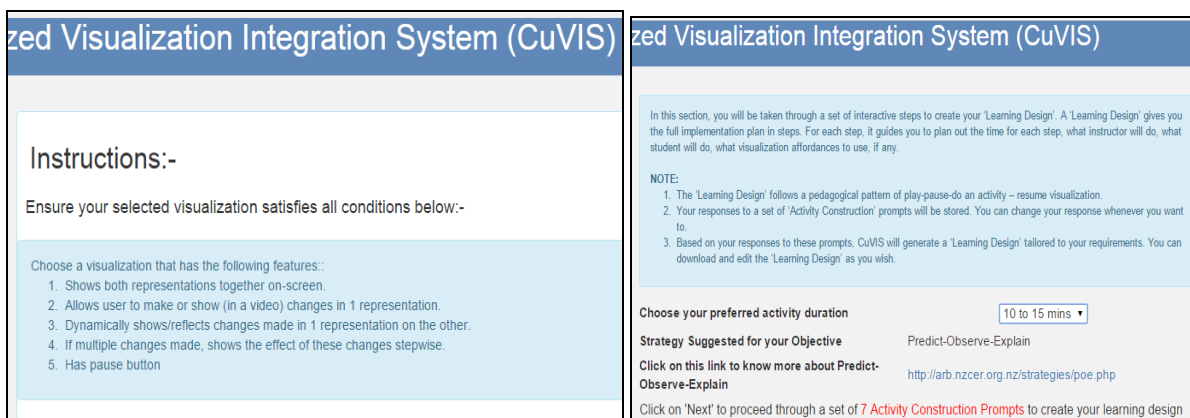 zed Visualization Integration System (CuVIS)
Instructions:-
Ensure your selected visualization satisfies all conditions below:-
Choose a visualization that has the following features::
1. Shows both representations together on-screen.
2. Allows user to make or show (in a video) changes in 1 representation.
3. Dynamically shows/reflects changes made in 1 representation on the other.
4. If multiple changes made, shows the effect of these changes stepwise.
5. Has pause button
zed Visualization Integration System (CuVIS)
In this section, you will be taken through a set of interactive steps to create your 'Learning Design'. A 'Learning Design' gives you
the full implementation plan in steps. For each step, it guides you to plan out the time for each step, what instructor will do, what
student will do, what visualization affordances to use, if any.
NOTE:
1. The 'Learning Design' follows a pedagogical pattern of play-pause-do an activity – resume visualization.
2. Your responses to a set of 'Activity Construction' prompts will be stored. You can change your response whenever you want
to.
3. Based on your responses to these prompts, CuVIS will generate a 'Learning Design' tailored to your requirements. You can
download and edit the 'Learning Design' as you wish.
Choose your preferred activity duration 10 to 15 mins
Strategy Suggested for your Objective Predict-Observe-Explain
Click on this link to know more about Predict-
Observe-Explain http://arb.nzcer.org.nz/strategies/poe.php
Click on 'Next' to proceed through a set of 7 Activity Construction Prompts to create your learning design